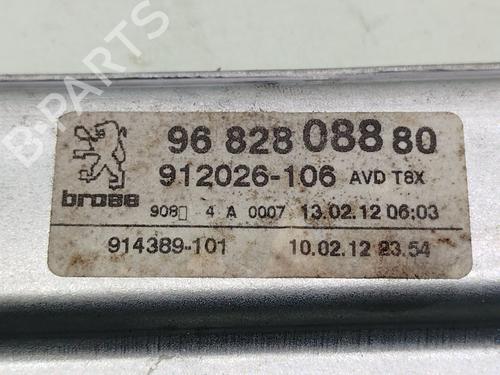 96 828 088 80
912026-106 AVD T8X
brose
908 4 A 0007 13.02.12 06:03
914389-101 10.02.12 23.54
B-PARTS